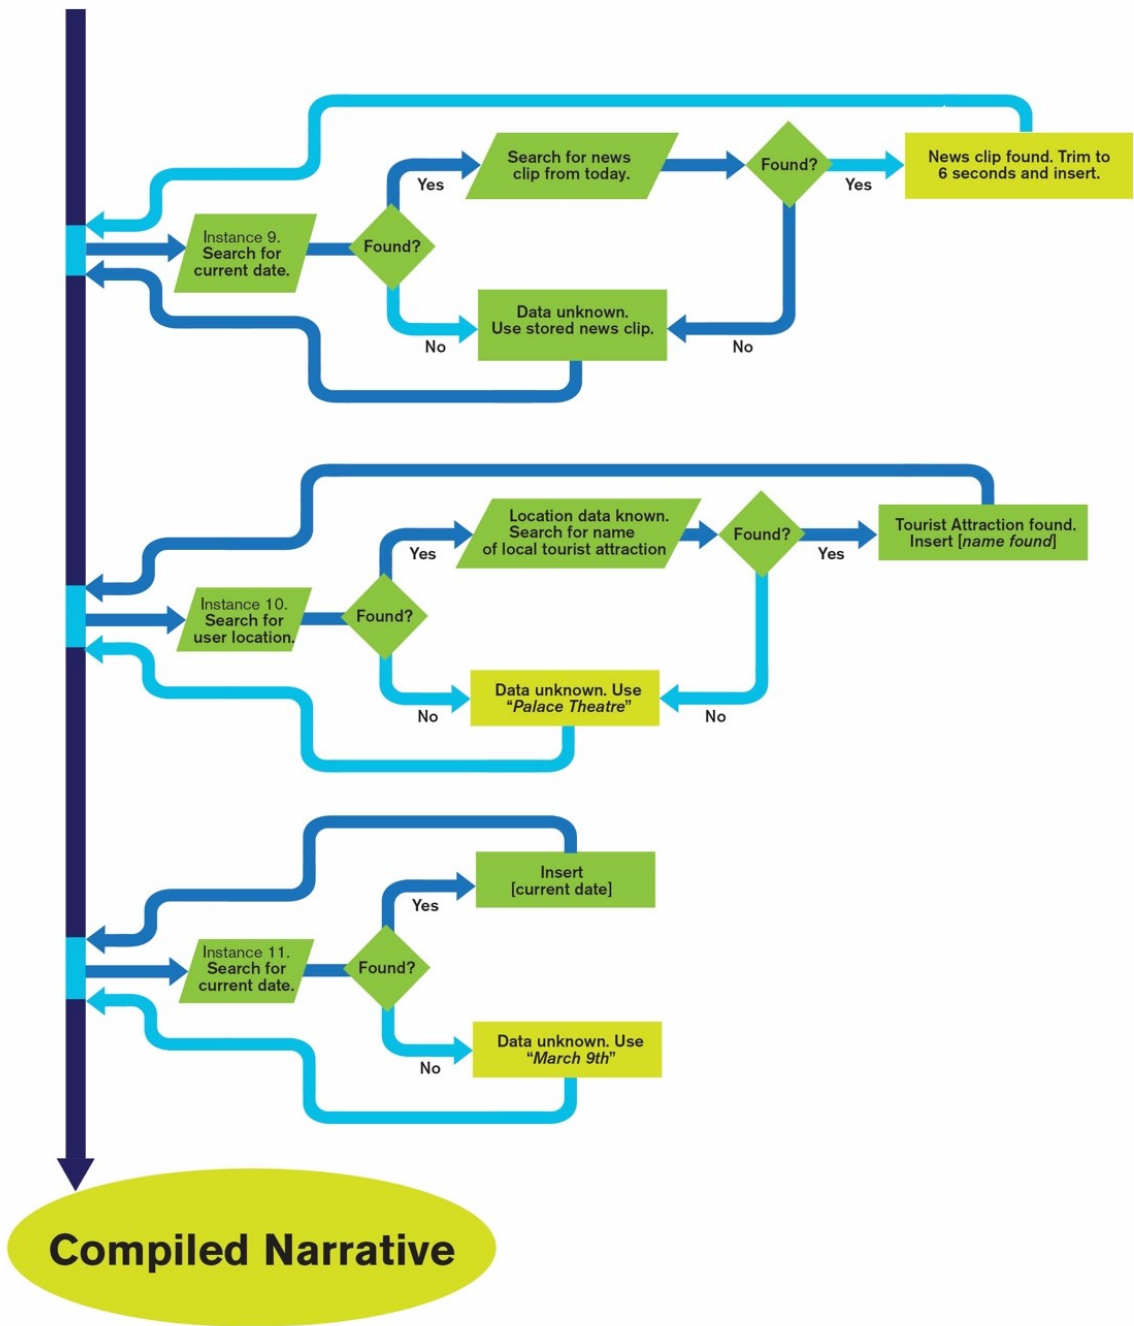 Search for news
clip from today.
Found?
News clip found. Trim to
6 seconds and insert.
Yes
Yes
Instance 9.
Search for
current date.
Found?
Data unknown.
Use stored news clip.
No
No
Location data known.
Search for name
of local tourist attraction
Found?
Tourist Attraction found.
Insert [name found]
Yes
Yes
Instance 10.
Search for
user location.
Found?
Data unknown. Use
“Palace Theatre”
No
No
Insert
[current date]
Yes
Instance 11.
Search for
current date.
Found?
Data unknown. Use
“March 9th”
No
Compiled Narrative